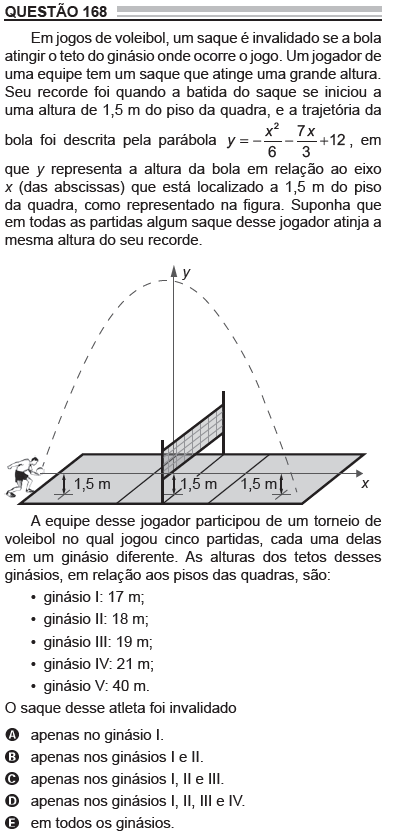 QUESTÃO 168
Em jogos de voleibol, um saque é invalidado se a bola
atingir o teto do ginásio onde ocorre o jogo. Um jogador de
uma equipe tem um saque que atinge uma grande altura.
Seu recorde foi quando a batida do saque se iniciou a
uma altura de 1,5 m do piso da quadra, e a trajetória da
bola foi descrita pela parábola y = −x²/6 − 7x/3 + 12, em
que y representa a altura da bola em relação ao eixo
x (das abscissas) que está localizado a 1,5 m do piso
da quadra, como representado na figura. Suponha que
em todas as partidas algum saque desse jogador atinja a
mesma altura do seu recorde.
y
1,5 m 1,5 m 1,5 m x
A equipe desse jogador participou de um torneio de
voleibol no qual jogou cinco partidas, cada uma delas
em um ginásio diferente. As alturas dos tetos desses
ginásios, em relação aos pisos das quadras, são:
• ginásio I: 17 m;
• ginásio II: 18 m;
• ginásio III: 19 m;
• ginásio IV: 21 m;
• ginásio V: 40 m.
O saque desse atleta foi invalidado
A apenas no ginásio I.
B apenas nos ginásios I e II.
C apenas nos ginásios I, II e III.
D apenas nos ginásios I, II, III e IV.
E em todos os ginásios.